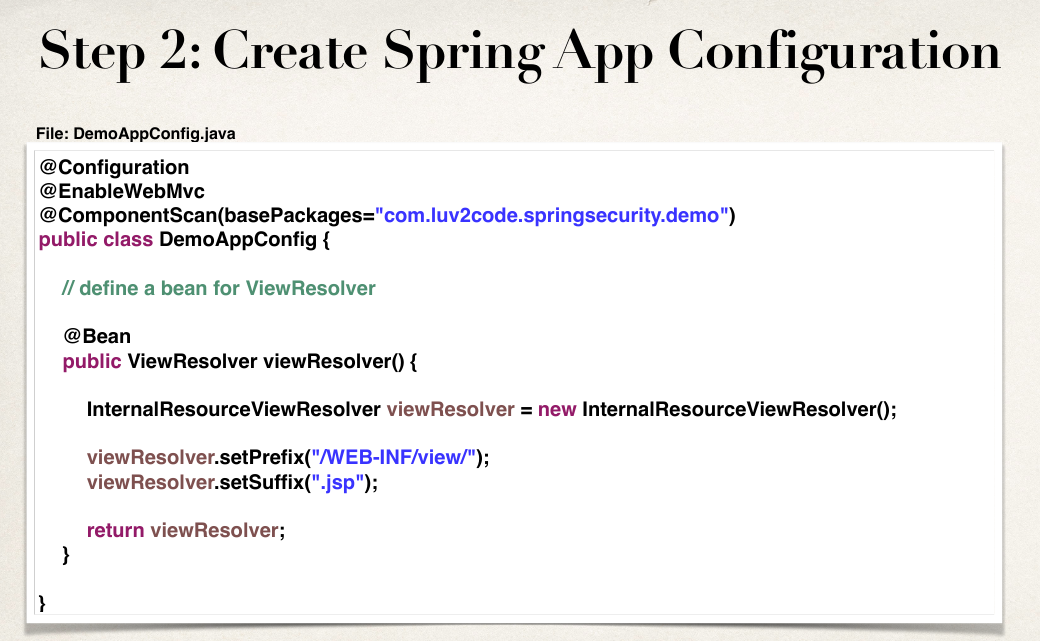 Step 2: Create Spring App Configuration
File: DemoAppConfig.java
@Configuration
@EnableWebMvc
@ComponentScan(basePackages="com.luv2code.springsecurity.demo")
public class DemoAppConfig {
// define a bean for ViewResolver
@Bean
public ViewResolver viewResolver() {
InternalResourceViewResolver viewResolver = new InternalResourceViewResolver();
viewResolver.setPrefix("/WEB-INF/view/");
viewResolver.setSuffix(".jsp");
return viewResolver;
}
}